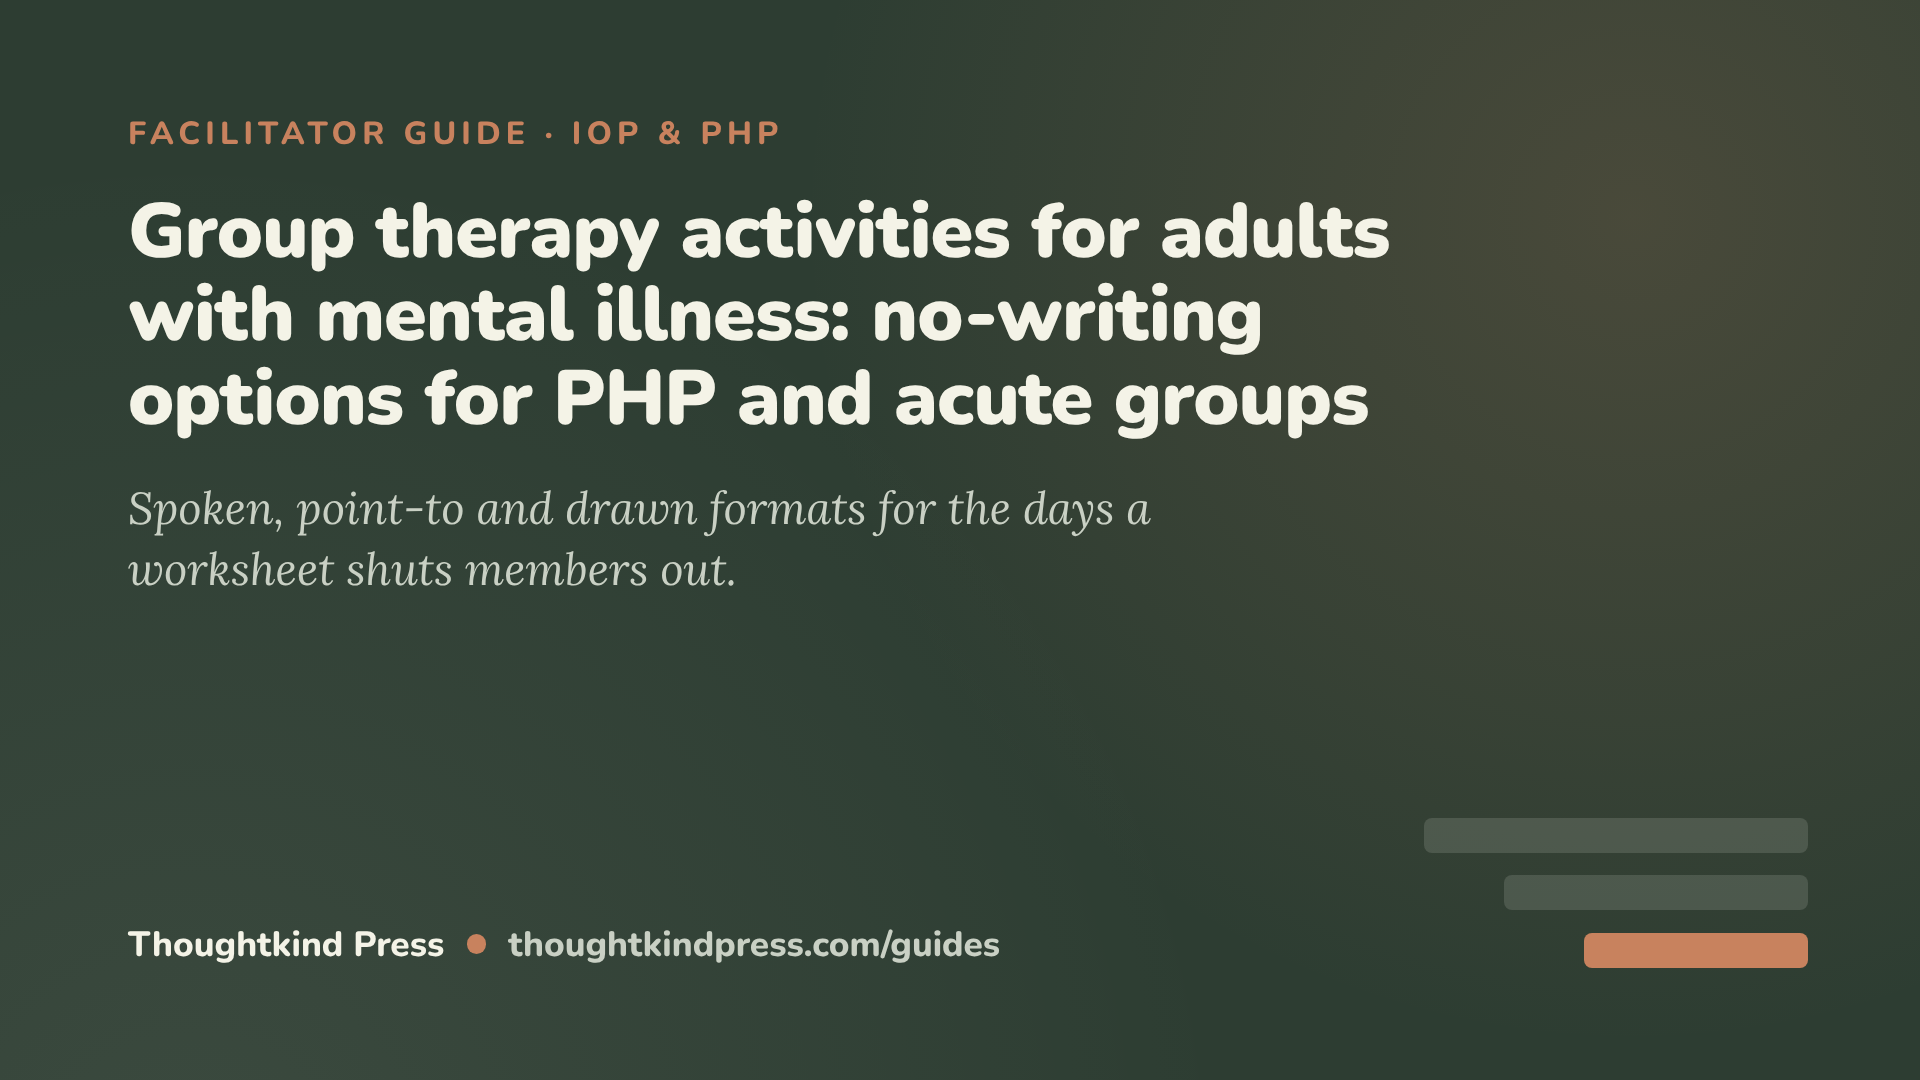 FACILITATOR GUIDE · IOP & PHP
Group therapy activities for adults
with mental illness: no-writing
options for PHP and acute groups
Spoken, point-to and drawn formats for the days a
worksheet shuts members out.
Thoughtkind Press ● thoughtkindpress.com/guides